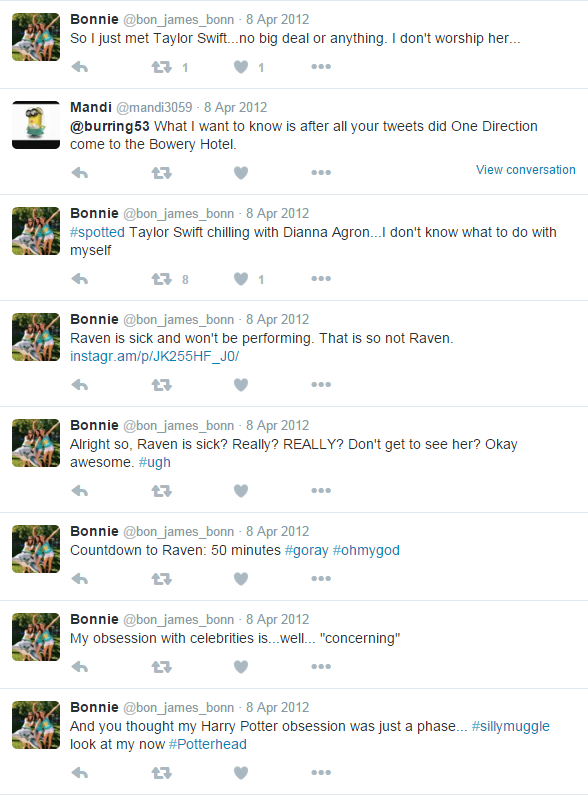 Bonnie @bon_james_bonn · 8 Apr 2012
So I just met Taylor Swift...no big deal or anything. I don't worship her...
1 1
Mandi @mandi3059 · 8 Apr 2012
@burring53 What I want to know is after all your tweets did One Direction
come to the Bowery Hotel.
View conversation
Bonnie @bon_james_bonn · 8 Apr 2012
#spotted Taylor Swift chilling with Dianna Agron...I don't know what to do with
myself
8 1
Bonnie @bon_james_bonn · 8 Apr 2012
Raven is sick and won't be performing. That is so not Raven.
instagr.am/p/JK255HF_J0/
Bonnie @bon_james_bonn · 8 Apr 2012
Alright so, Raven is sick? Really? REALLY? Don't get to see her? Okay
awesome. #ugh
Bonnie @bon_james_bonn · 8 Apr 2012
Countdown to Raven: 50 minutes #goray #ohmygod
Bonnie @bon_james_bonn · 8 Apr 2012
My obsession with celebrities is...well... "concerning"
Bonnie @bon_james_bonn · 8 Apr 2012
And you thought my Harry Potter obsession was just a phase... #sillymuggle
look at my now #Potterhead